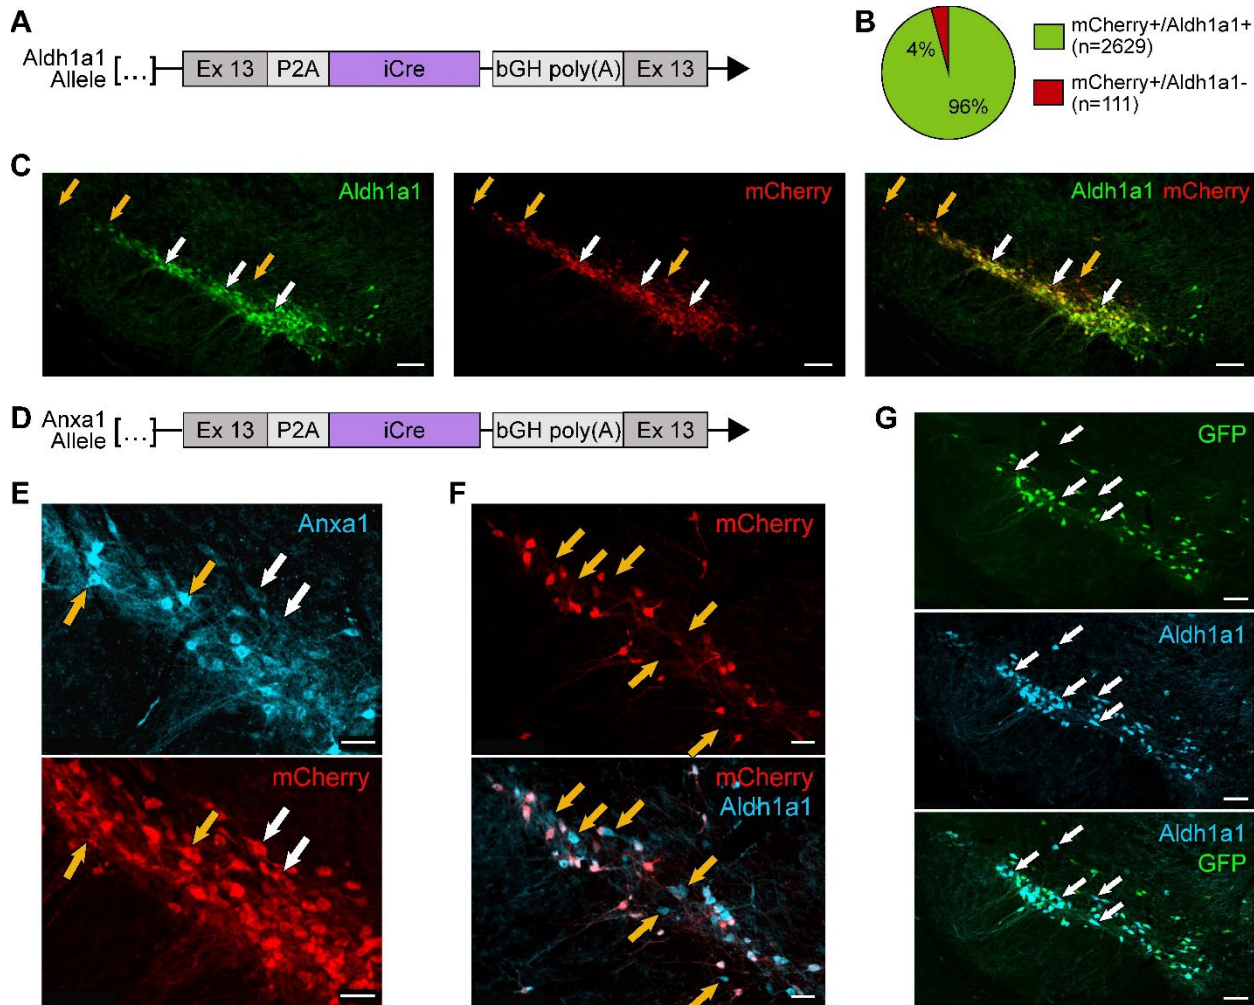 A
Aldh1a1
Allele
[...]
Ex 13
P2A
iCre
bGH poly(A)
Ex 13
B
4%
96%
mCherry+/Aldh1a1+
(n=2629)
mCherry+/Aldh1a1-
(n=111)
C
Aldh1a1
mCherry
Aldh1a1 mCherry
D
Anxa1
Allele
[...]
Ex 13
P2A
iCre
bGH poly(A)
Ex 13
E
Anxa1
mCherry
F
mCherry
mCherry
Aldh1a1
G
GFP
Aldh1a1
Aldh1a1
GFP